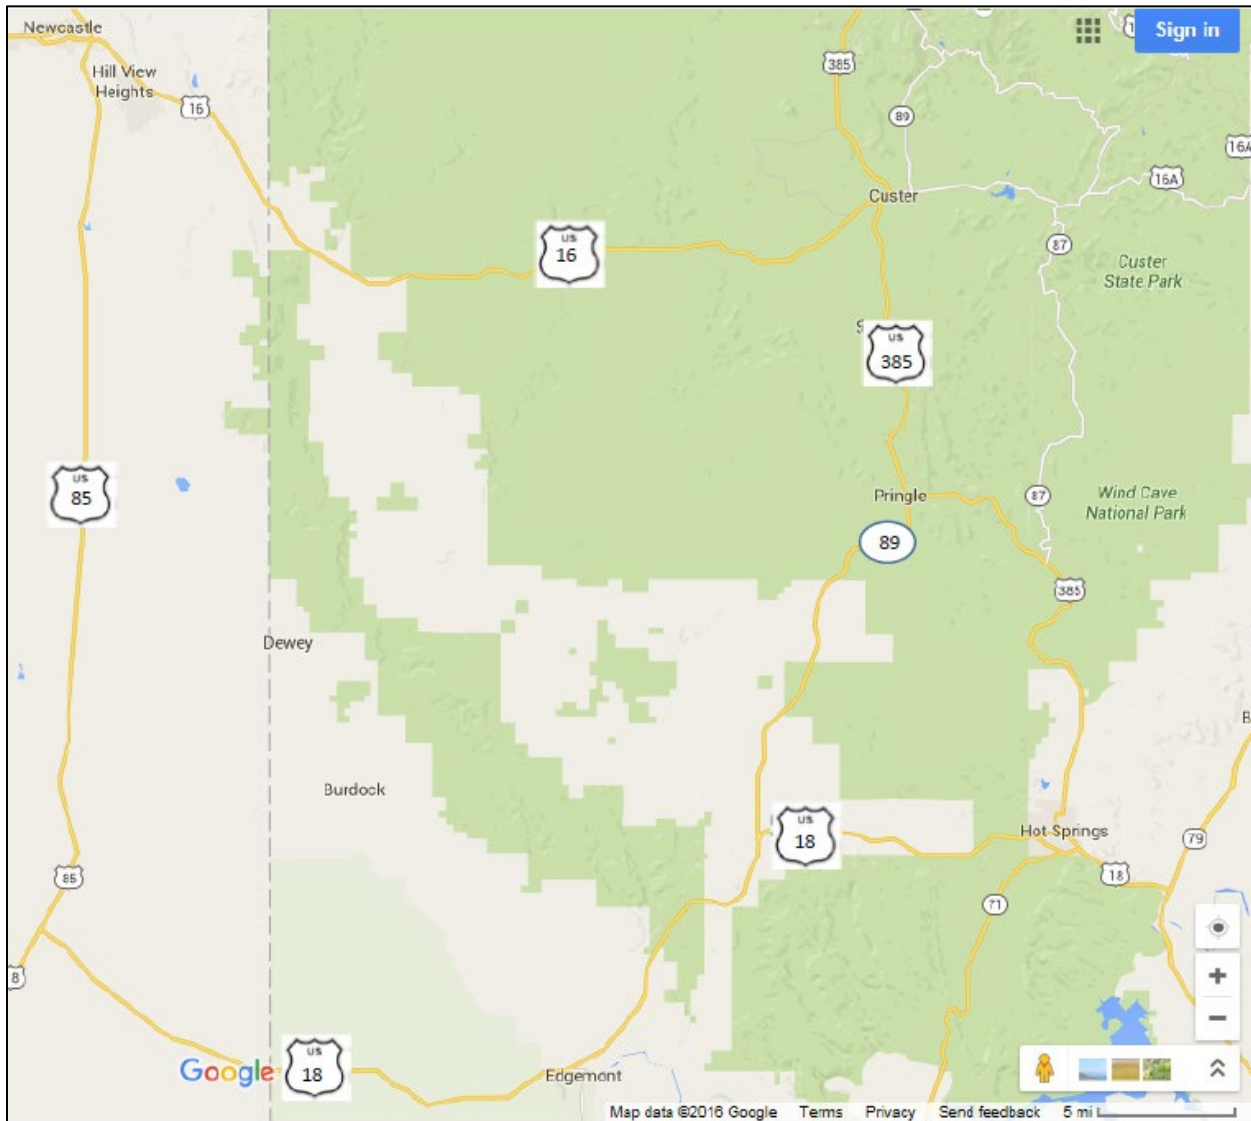 Newcastle
Hill View
Heights
16
385
89
Sign in
16A
16A
Custer
87
US
16
Custer
State Park
US
385
US
85
Pringle
87
Wind Cave
National Park
89
385
Dewey
Burdock
US
18
Hot Springs
79
85
18
71
8
Google
US
18
Edgemont
Map data ©2016 Google Terms Privacy Send feedback 5 mi